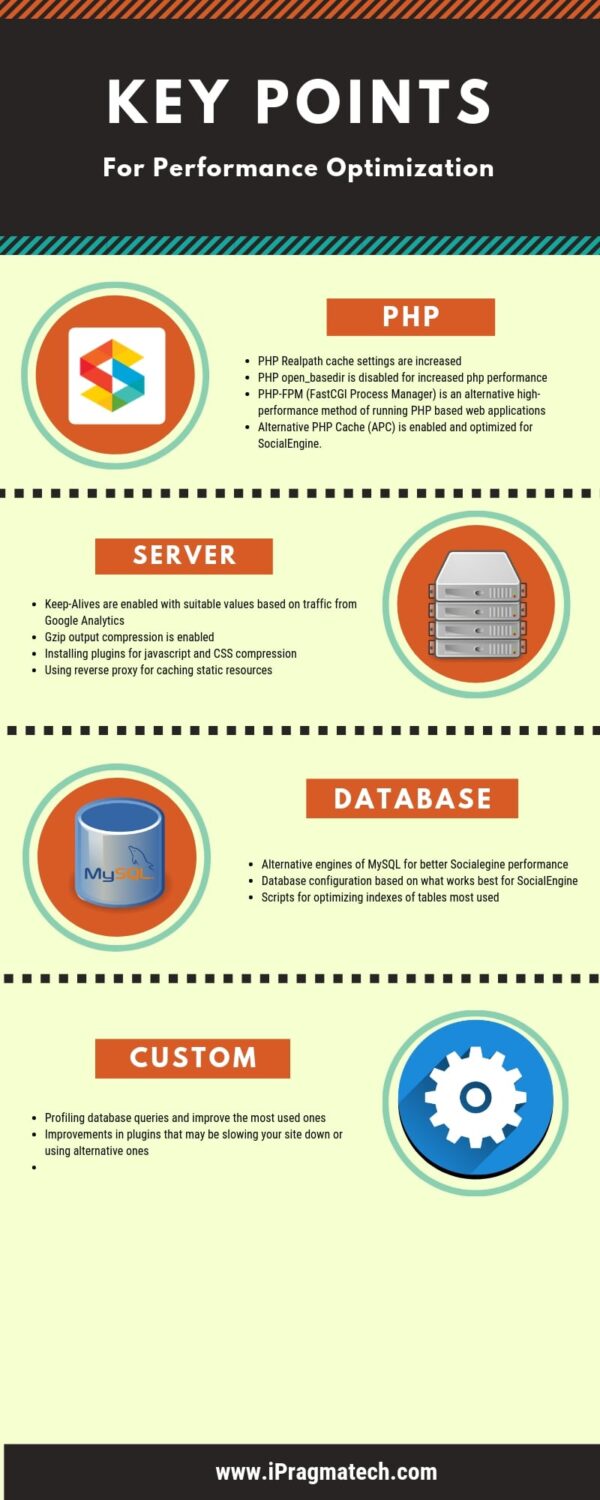 KEY POINTS
For Performance Optimization
PHP
• PHP Realpath cache settings are increased
• PHP open_basedir is disabled for increased php performance
• PHP-FPM (FastCGI Process Manager) is an alternative high-
performance method of running PHP based web applications
• Alternative PHP Cache (APC) is enabled and optimized for
SocialEngine.
SERVER
• Keep-Alives are enabled with suitable values based on traffic from
Google Analytics
• Gzip output compression is enabled
• Installing plugins for javascript and CSS compression
• Using reverse proxy for caching static resources
MySQL
DATABASE
• Alternative engines of MySQL for better Socialegine performance
• Database configuration based on what works best for SocialEngine
• Scripts for optimizing indexes of tables most used
CUSTOM
• Profiling database queries and improve the most used ones
• Improvements in plugins that may be slowing your site down or
using alternative ones
•
www.iPragmatech.com